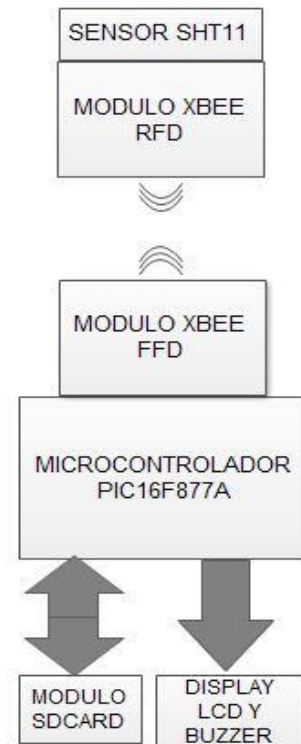 SENSOR SHT11
MODULO XBEE
RFD
MODULO XBEE
FFD
MICROCONTROLADOR
PIC16F877A
MODULO
SDCARD
DISPLAY
LCD Y
BUZZER